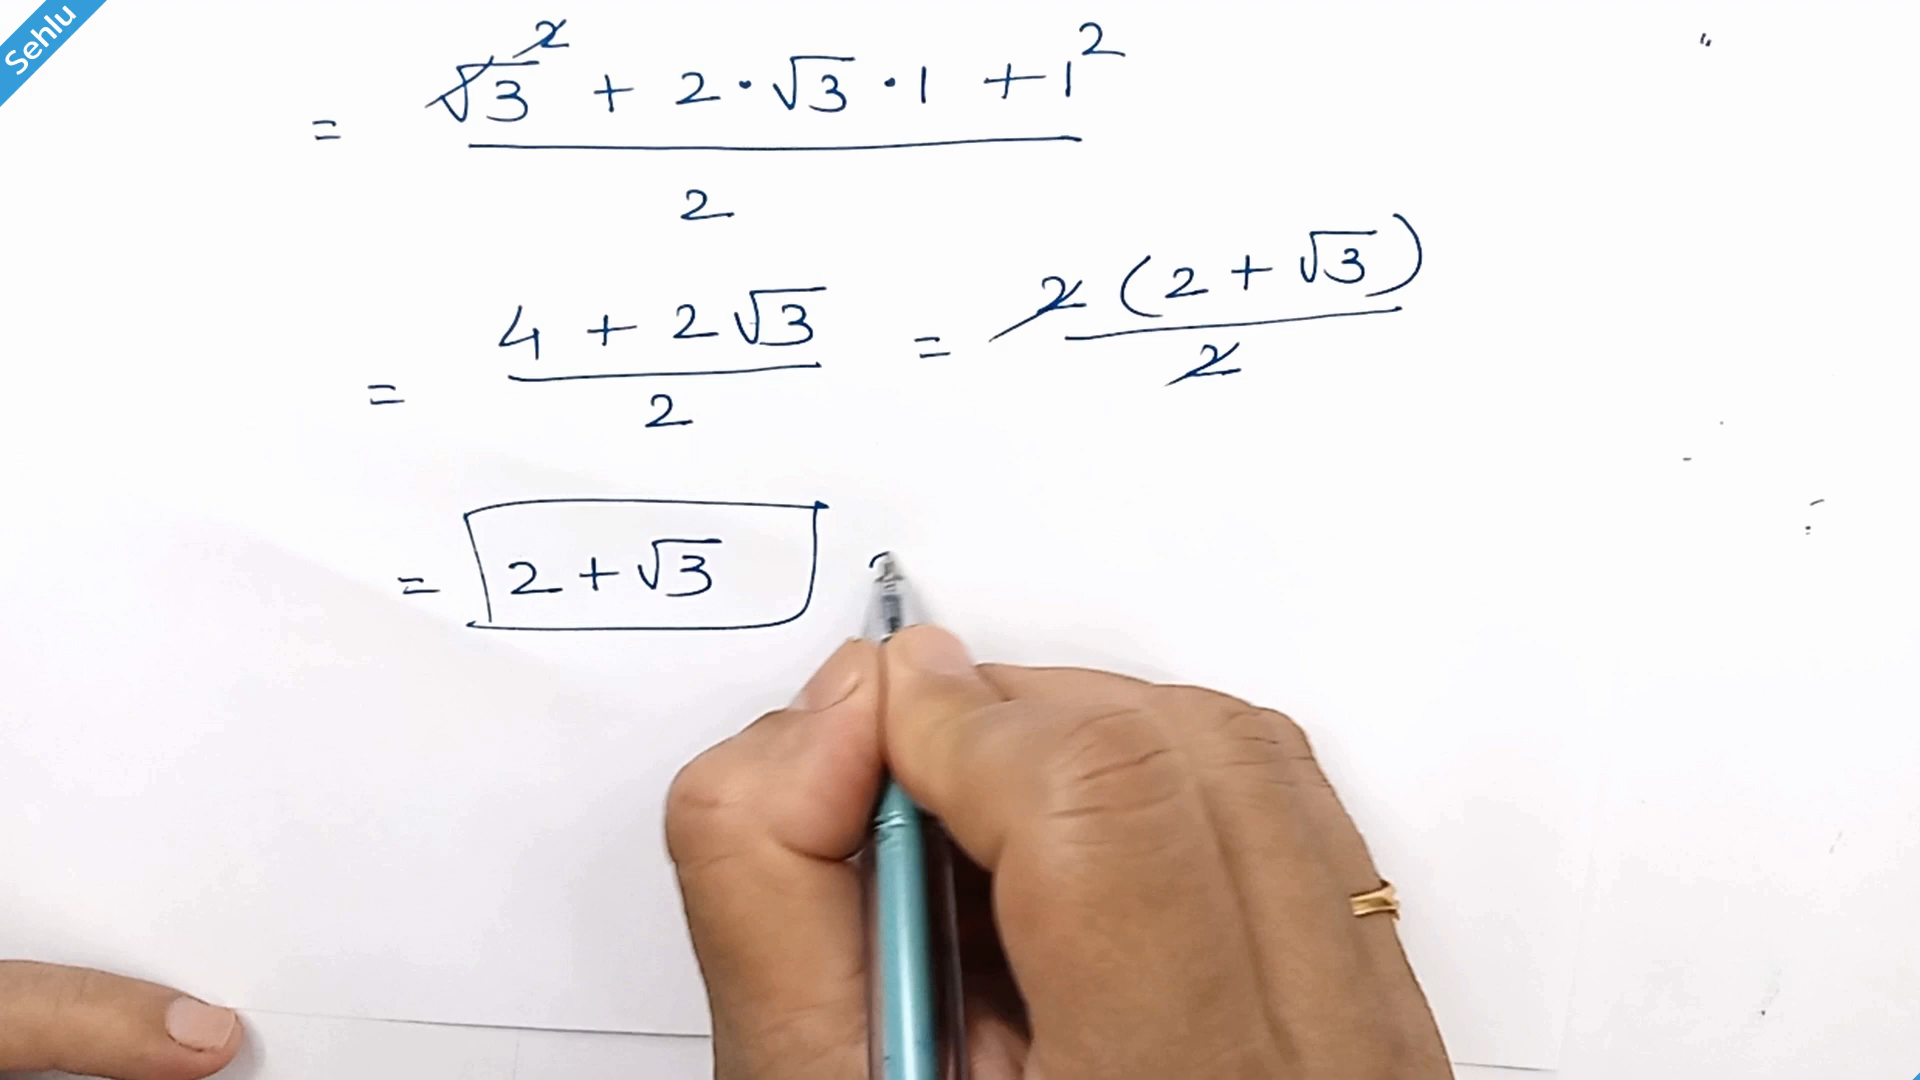 Sehlu
= (√3² + 2 · √3 · 1 + 1²) / 2
= (4 + 2√3) / 2 = 2(2 + √3) / 2
= 2 + √3